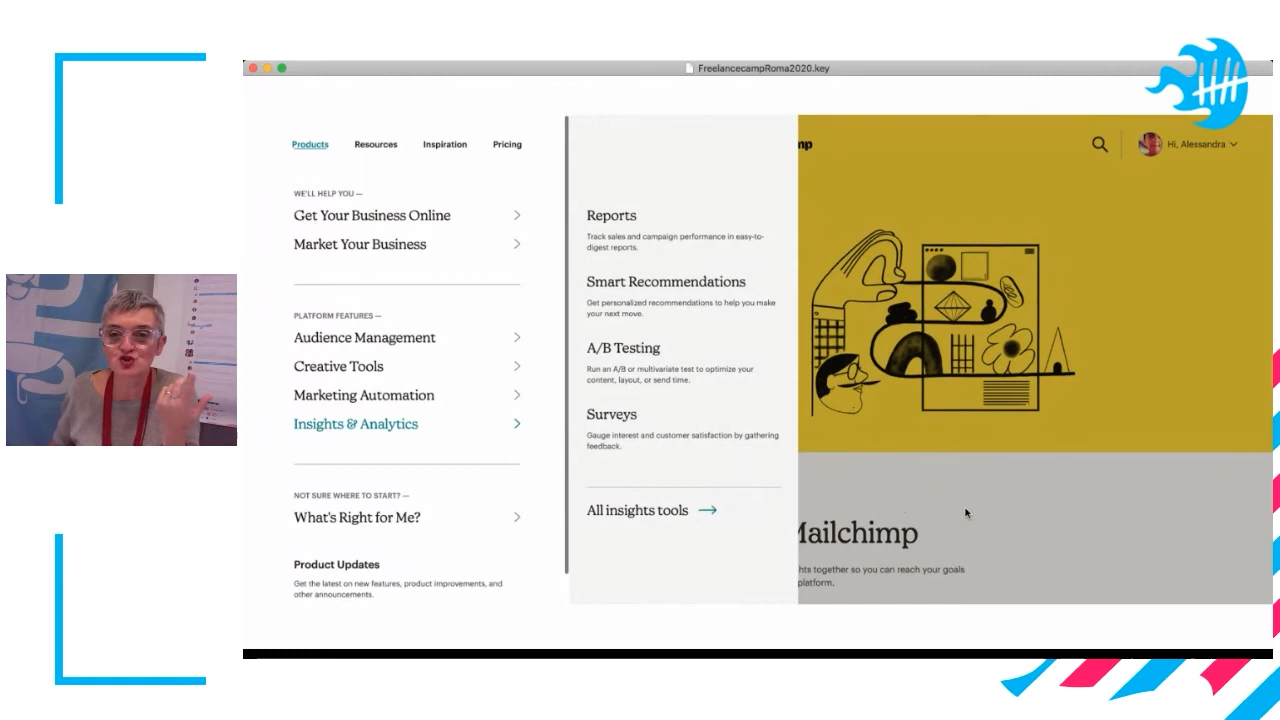 FreelancecampRoma2020.key
Products Resources Inspiration Pricing
mp
Hi, Alessandra
WE'LL HELP YOU —
Get Your Business Online
Market Your Business
PLATFORM FEATURES —
Audience Management
Creative Tools
Marketing Automation
Insights & Analytics
NOT SURE WHERE TO START? —
What's Right for Me?
Product Updates
Get the latest on new features, product improvements, and
other announcements.
Reports
Track sales and campaign performance in easy-to-
digest reports.
Smart Recommendations
Get personalized recommendations to help you make
your next move.
A/B Testing
Run an A/B or multivariate test to optimize your
content, layout, or send time.
Surveys
Gauge interest and customer satisfaction by gathering
feedback.
All insights tools
Mailchimp
hts together so you can reach your goals
platform.